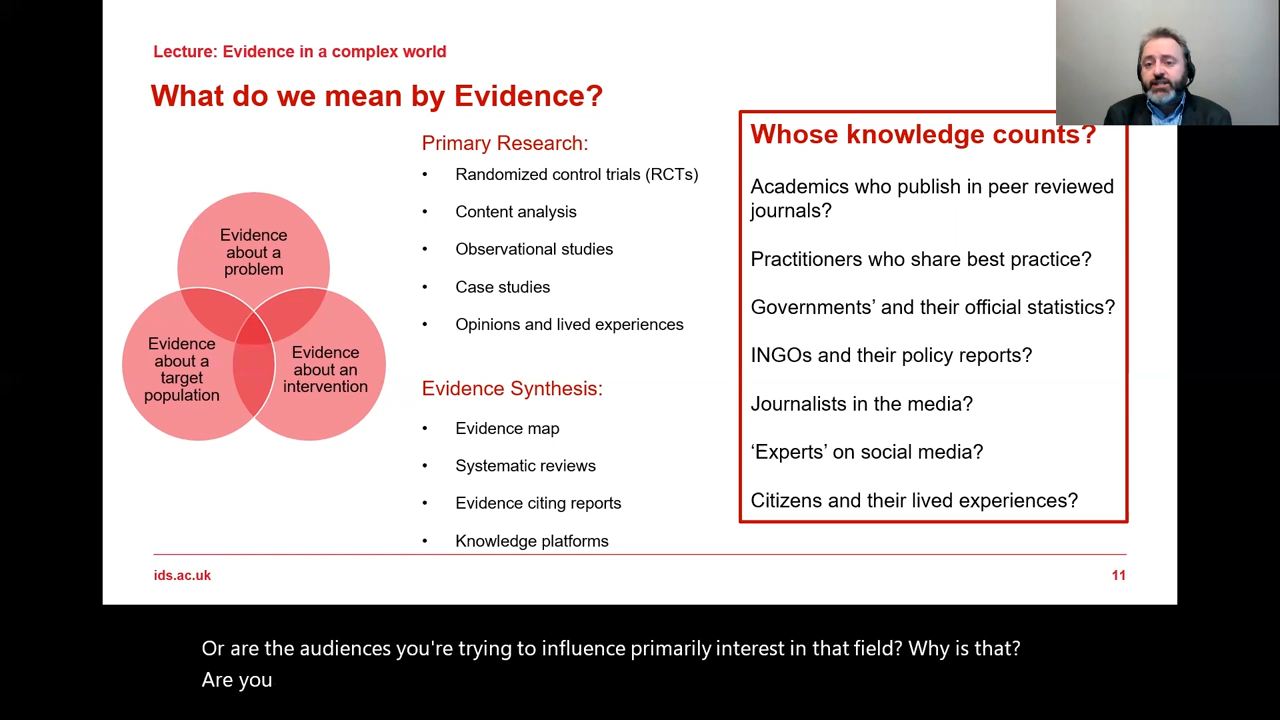 Lecture: Evidence in a complex world
What do we mean by Evidence?
Evidence
about a
problem
Evidence
about a
target
population
Evidence
about an
intervention
Primary Research:
• Randomized control trials (RCTs)
• Content analysis
• Observational studies
• Case studies
• Opinions and lived experiences
Evidence Synthesis:
• Evidence map
• Systematic reviews
• Evidence citing reports
• Knowledge platforms
Whose knowledge counts?
Academics who publish in peer reviewed
journals?
Practitioners who share best practice?
Governments’ and their official statistics?
INGOs and their policy reports?
Journalists in the media?
‘Experts’ on social media?
Citizens and their lived experiences?
ids.ac.uk
11
Or are the audiences you're trying to influence primarily interest in that field? Why is that?
Are you